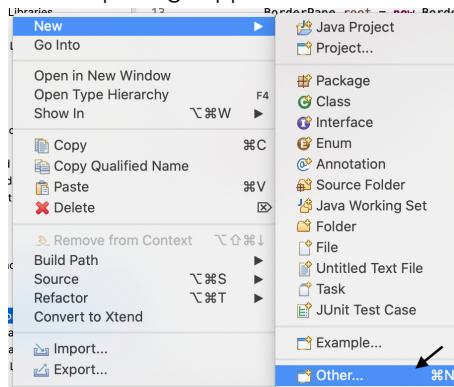 Libraries
13
BorderPane root = new Borde
New
Go Into
Open in New Window
Open Type Hierarchy F4
Show In ⌥⌘W
Copy ⌘C
Copy Qualified Name
Paste ⌘V
Delete ⌦
Remove from Context ⌥⇧⌘↓
Build Path
Source ⌥⌘S
Refactor ⌥⌘T
Convert to Xtend
Import...
Export...
Java Project
Project...
Package
Class
Interface
Enum
Annotation
Source Folder
Java Working Set
Folder
File
Untitled Text File
Task
JUnit Test Case
Example...
Other... ⌘N